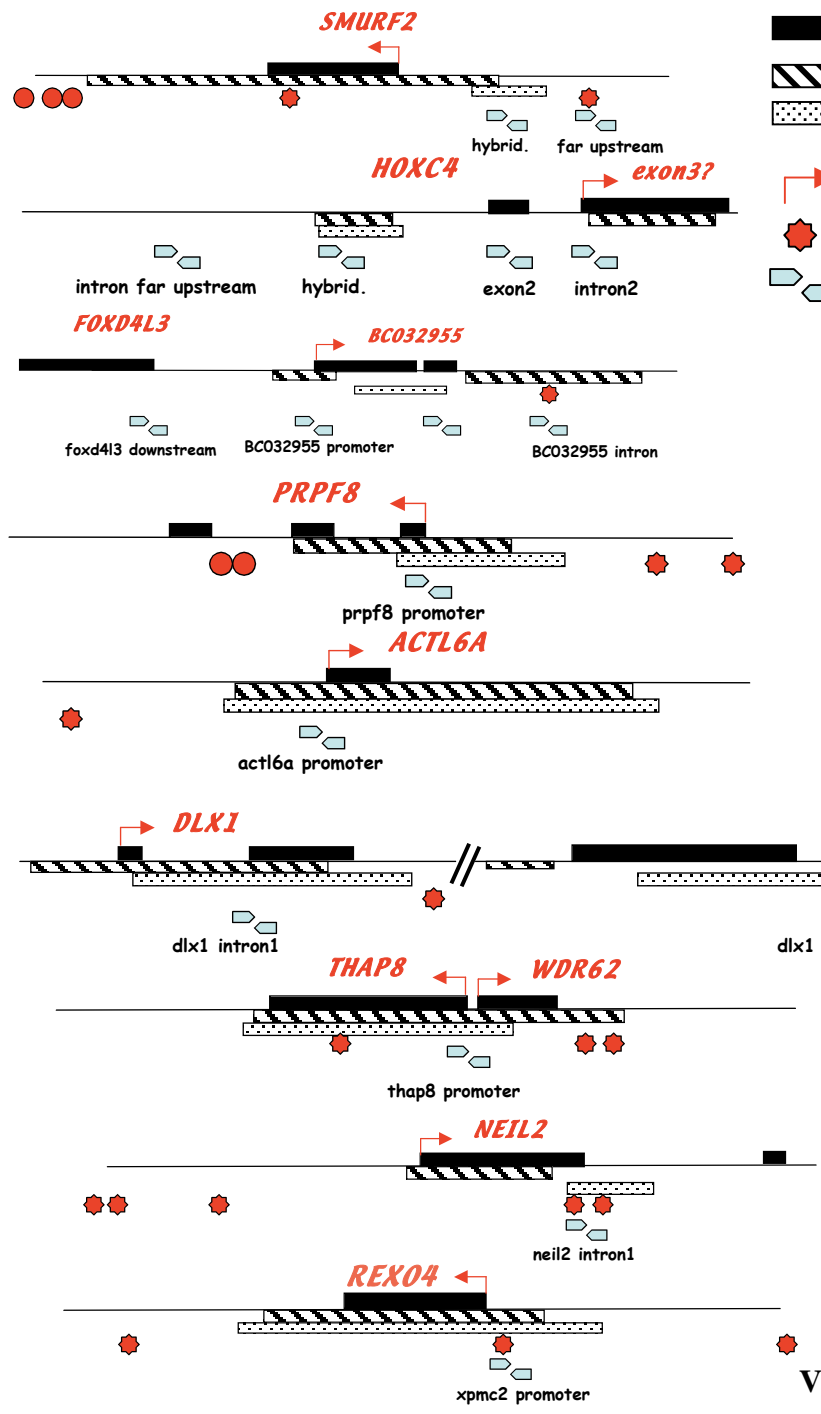 SMURF2
hybrid. far upstream
HOXC4 exon3?
intron far upstream hybrid. exon2 intron2
FOXD4L3 BC032955
foxd4l3 downstream BC032955 promoter BC032955 intron
PRPF8
prpf8 promoter
ACTL6A
actl6a promoter
DLX1
dlx1 intron1 dlx1
THAP8 WDR62
thap8 promoter
NEIL2
neil2 intron1
REXO4
xpmc2 promoter
V